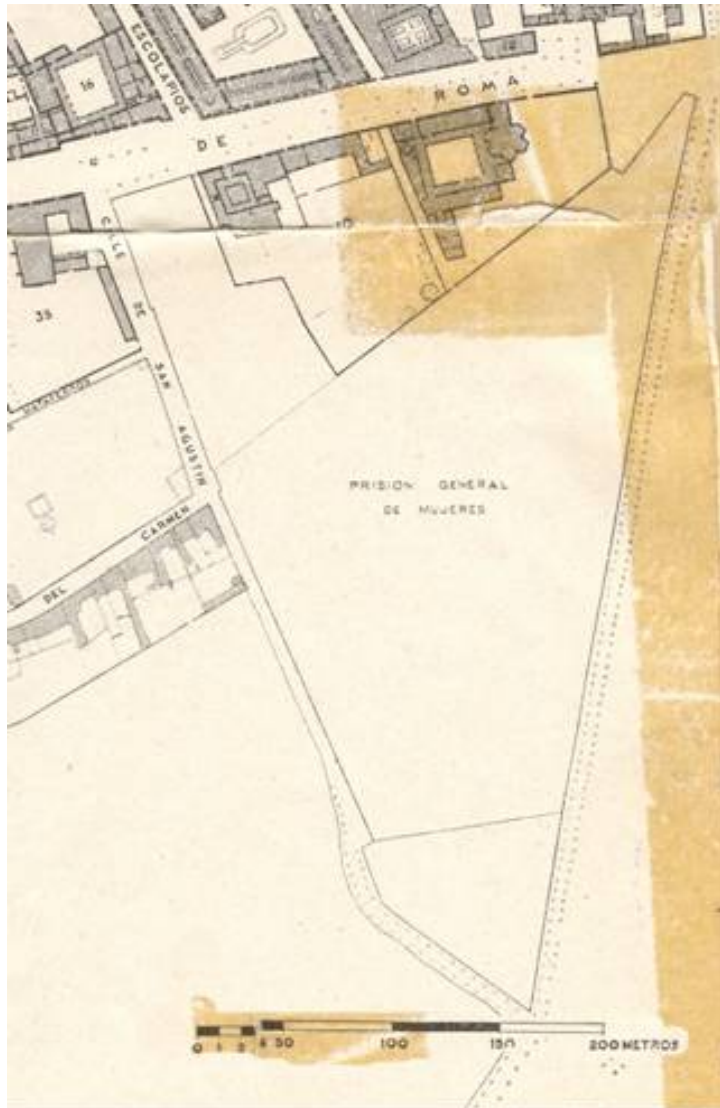 ESCOLAPIOS
16
12
DE ROMA
CALLE DE SAN AGUSTIN
35
MATAPERROS
PRISION GENERAL
DE MUJERES
DEL CARMEN
0 50 100 150 200 METROS